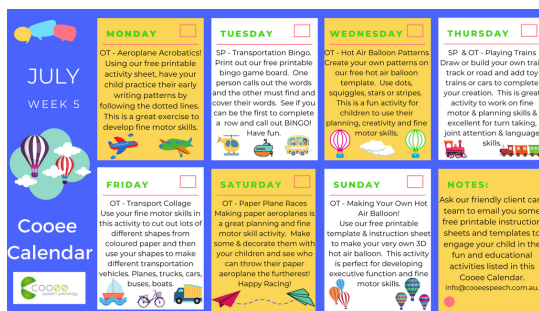 JULY
WEEK 5
Cooee
Calendar
COOEE
speech pathology
MONDAY
OT - Aeroplane Acrobatics!
Using our free printable
activity sheet, have your
child practice their early
writing patterns by
following the dotted lines.
This is a great exercise to
develop fine motor skills.
TUESDAY
SP - Transportation Bingo.
Print out our free printable
bingo game board. One
person calls out the words
and the other must find and
cover their words. See if you
can be the first to complete
a row and call out BINGO!
Have fun.
WEDNESDAY
OT - Hot Air Balloon Patterns
Create your own patterns on
our free hot air balloon
template. Use dots,
squiggles, stars or stripes.
This is a fun activity for
children to use their
planning, creativity and fine
motor skills.
THURSDAY
SP & OT - Playing Trains
Draw or build your own train
track or road and add toy
trains or cars to complete
your creation. This is great
activity to work on fine
motor & planning skills &
excellent for turn taking,
joint attention & language
skills.
FRIDAY
OT - Transport Collage
Use your fine motor skills in
this activity to cut out lots of
different shapes from
coloured paper and then
use your shapes to make
different transportation
vehicles. Planes, trucks, cars,
buses, boats.
SATURDAY
OT - Paper Plane Races
Making paper aeroplanes is
a great planning and fine
motor skill activity. Make
some & decorate them with
your children and see who
can throw their paper
aeroplane the furtherest!
Happy Racing!
SUNDAY
OT - Making Your Own Hot
Air Balloon!
Use our free printable
template & instruction sheet
to make your very own 3D
hot air balloon. This activity
is perfect for developing
executive function and fine
motor skills.
NOTES:
Ask our friendly client care
team to email you some
free printable instruction
sheets and templates to
engage your child in the
fun and educational
activities listed in this
Cooee Calendar.
info@cooeespeech.com.au